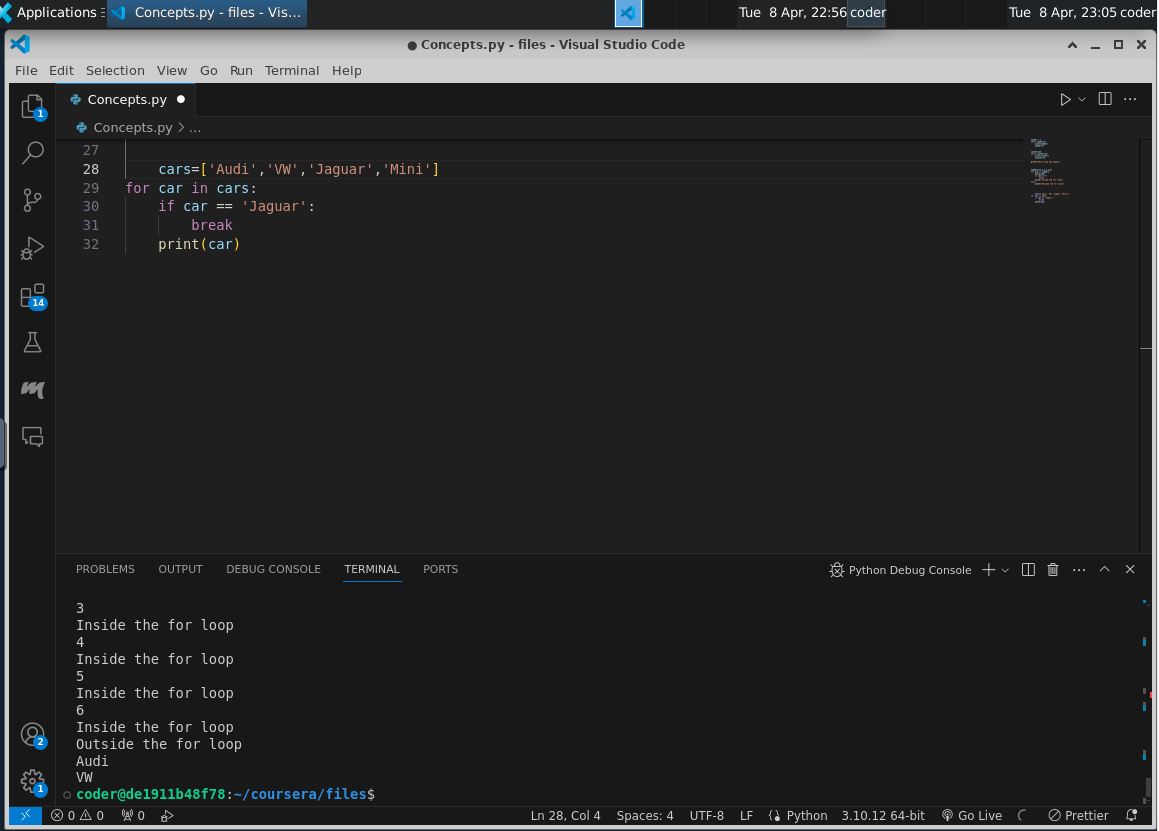 Applications Concepts.py - files - Vis... Tue 8 Apr, 22:56 coder Tue 8 Apr, 23:05 coder
● Concepts.py - files - Visual Studio Code
File Edit Selection View Go Run Terminal Help
Concepts.py ●
Concepts.py > ...
1
14
2
1
27
28 cars=['Audi','VW','Jaguar','Mini']
29 for car in cars:
30 if car == 'Jaguar':
31 break
32 print(car)
PROBLEMS OUTPUT DEBUG CONSOLE TERMINAL PORTS Python Debug Console
3
Inside the for loop
4
Inside the for loop
5
Inside the for loop
6
Inside the for loop
Outside the for loop
Audi
VW
coder@de1911b48f78:~/coursera/files$
0 0 0 Ln 28, Col 4 Spaces: 4 UTF-8 LF Python 3.10.12 64-bit Go Live Prettier